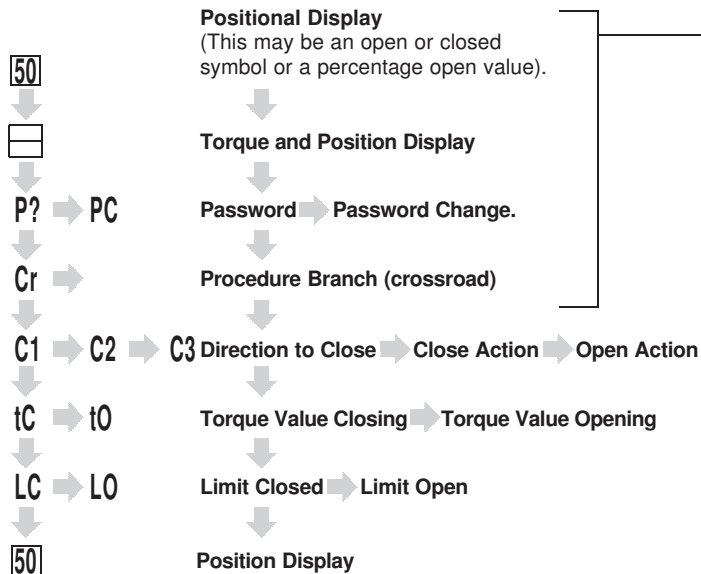 Positional Display
(This may be an open or closed
symbol or a percentage open value).
50
Torque and Position Display
P? PC Password Password Change.
Cr Procedure Branch (crossroad)
C1 C2 C3 Direction to Close Close Action Open Action
tC tO Torque Value Closing Torque Value Opening
LC LO Limit Closed Limit Open
50 Position Display